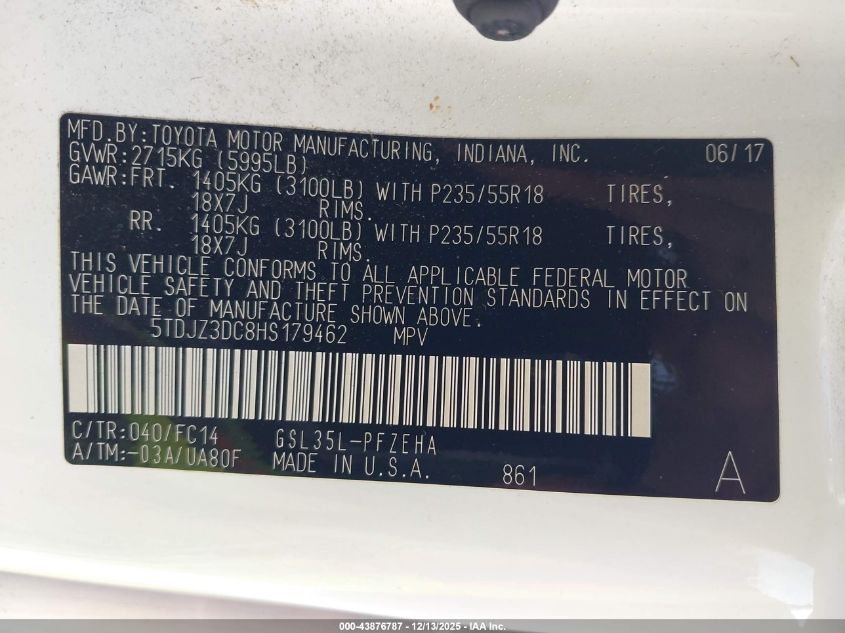 MFD.BY:TOYOTA MOTOR MANUFACTURING, INDIANA, INC. 06/17
GVWR:2715KG (5995LB)
GAWR:FRT. 1405KG (3100LB) WITH P235/55R18 TIRES,
18X7J RIMS.
RR. 1405KG (3100LB) WITH P235/55R18 TIRES,
18X7J RIMS.
THIS VEHICLE CONFORMS TO ALL APPLICABLE FEDERAL MOTOR
VEHICLE SAFETY AND THEFT PREVENTION STANDARDS IN EFFECT ON
THE DATE OF MANUFACTURE SHOWN ABOVE.
5TDJZ3DC8HS179462 MPV
C/TR:040/FC14 GSL35L-PFZEHA
A/TM:-03A/UA80F MADE IN U.S.A. 861 A
000-43876787 - 12/13/2025 - IAA Inc.